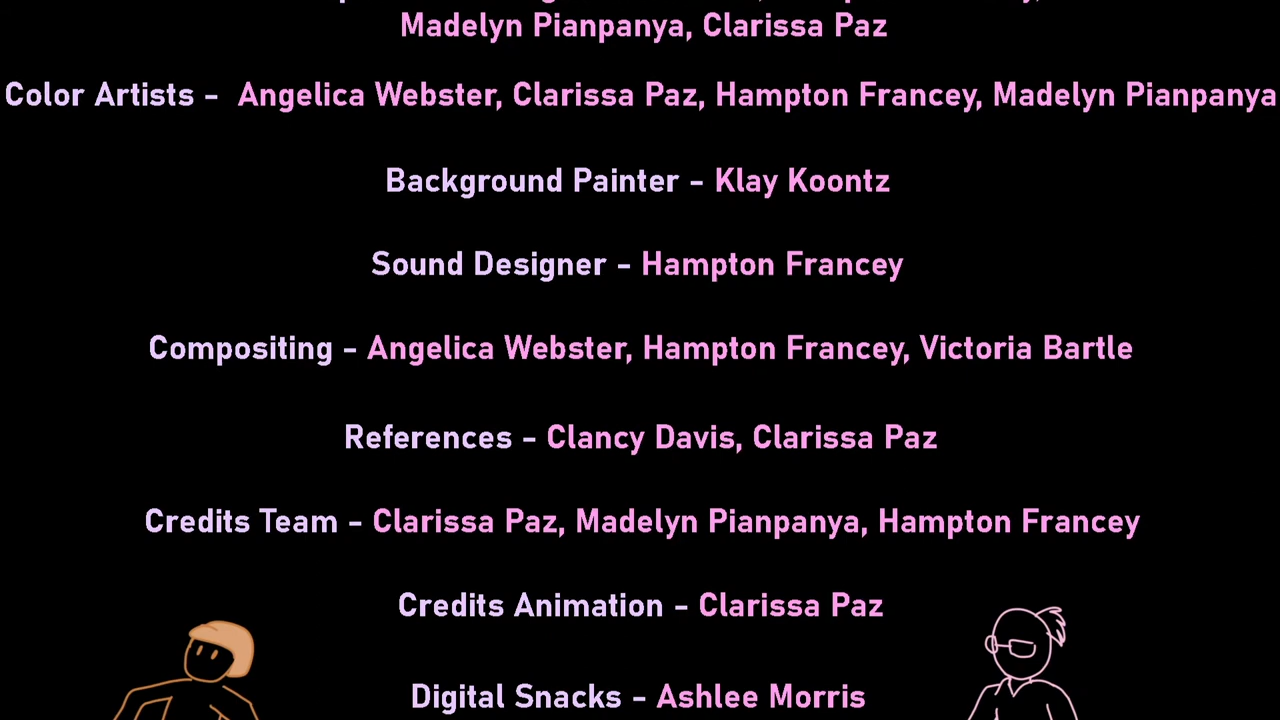 Madelyn Pianpanya, Clarissa Paz
Color Artists - Angelica Webster, Clarissa Paz, Hampton Francey, Madelyn Pianpanya
Background Painter - Klay Koontz
Sound Designer - Hampton Francey
Compositing - Angelica Webster, Hampton Francey, Victoria Bartle
References - Clancy Davis, Clarissa Paz
Credits Team - Clarissa Paz, Madelyn Pianpanya, Hampton Francey
Credits Animation - Clarissa Paz
Digital Snacks - Ashlee Morris